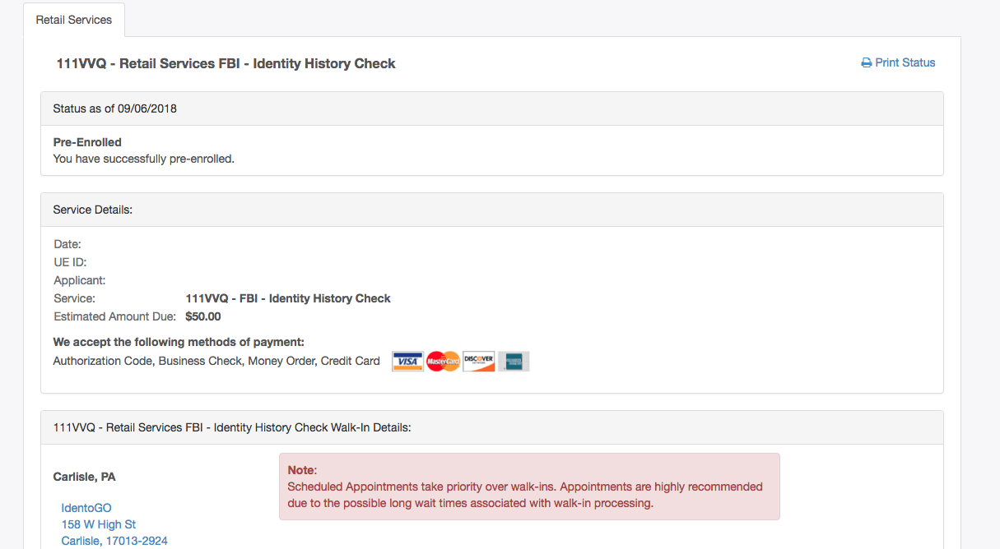 Retail Services
111VVQ - Retail Services FBI - Identity History Check
Print Status
Status as of 09/06/2018
Pre-Enrolled
You have successfully pre-enrolled.
Service Details:
Date:
UE ID:
Applicant:
Service: 111VVQ - FBI - Identity History Check
Estimated Amount Due: $50.00
We accept the following methods of payment:
Authorization Code, Business Check, Money Order, Credit Card VISA MasterCard DISCOVER
111VVQ - Retail Services FBI - Identity History Check Walk-In Details:
Carlisle, PA
IdentoGO
158 W High St
Carlisle, 17013-2924
Note:
Scheduled Appointments take priority over walk-ins. Appointments are highly recommended
due to the possible long wait times associated with walk-in processing.